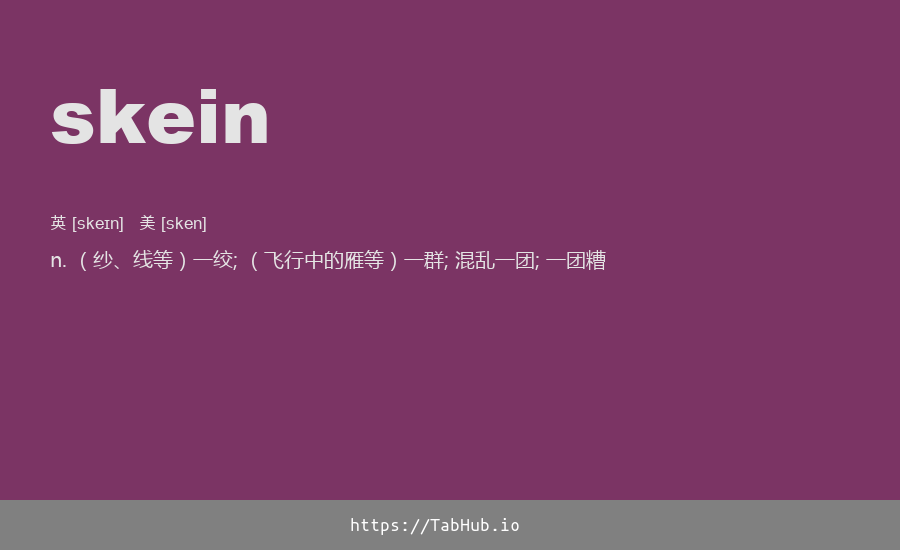 skein
英 [skeɪn] 美 [sken]
n. （纱、线等）一绞; （飞行中的雁等）一群; 混乱一团; 一团糟
https://TabHub.io